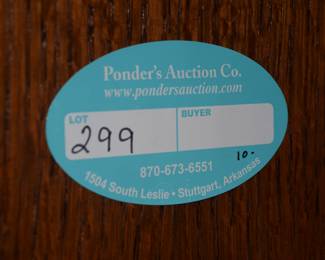 Ponder's Auction Co.
www.pondersauction.com
LOT
299
BUYER
870-673-6551
10.-
1504 South Leslie • Stuttgart, Arkansas